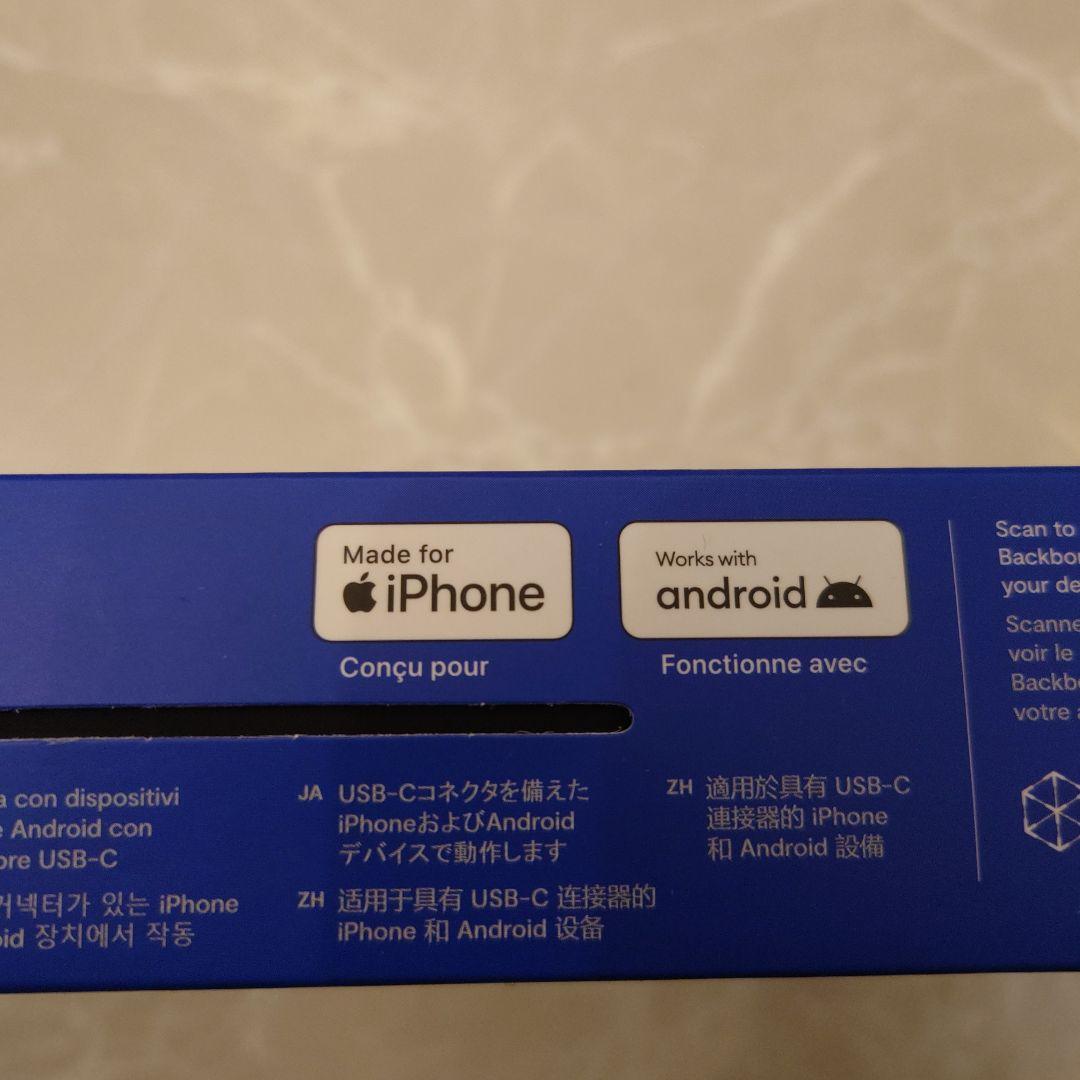 Made for
iPhone
Conçu pour
Works with
android
Fonctionne avec
Scan to
your
Scanne
voir le
votre
a con dispositivi
e Android con
ore USB-C
커넥터가 있는 iPhone
oid 장치에서 작동
JA USB-Cコネクタを備えた
iPhoneおよびAndroid
デバイスで動作します
ZH 适用于具有 USB-C 连接器的
iPhone 和 Android 设备
ZH 適用於具有 USB-C
連接器的 iPhone
和 Android 設備